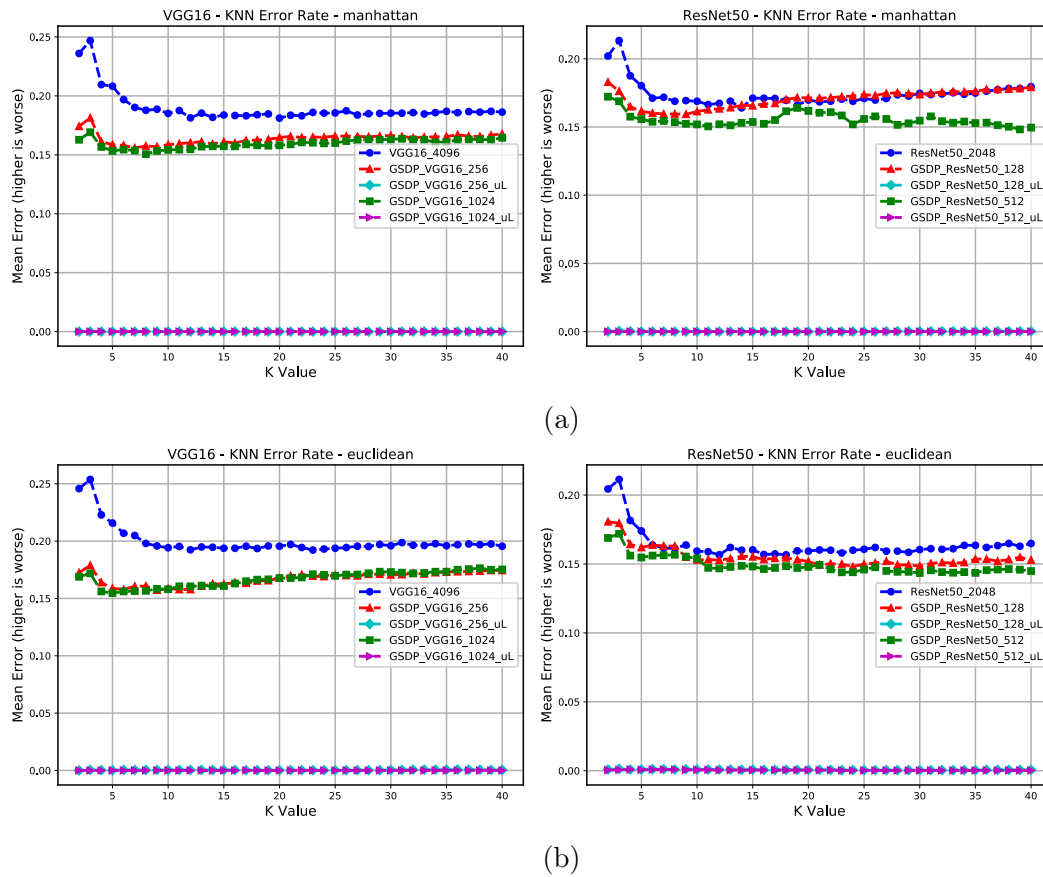 VGG16 - KNN Error Rate - manhattan
Mean Error (higher is worse)
0.25
0.20
0.15
0.10
0.05
0.00
VGG16_4096
GSDP_VGG16_256
GSDP_VGG16_256_uL
GSDP_VGG16_1024
GSDP_VGG16_1024_uL
5 10 15 20 25 30 35 40
K Value
ResNet50 - KNN Error Rate - manhattan
Mean Error (higher is worse)
0.20
0.15
0.10
0.05
0.00
ResNet50_2048
GSDP_ResNet50_128
GSDP_ResNet50_128_uL
GSDP_ResNet50_512
GSDP_ResNet50_512_uL
5 10 15 20 25 30 35 40
K Value
(a)
VGG16 - KNN Error Rate - euclidean
Mean Error (higher is worse)
0.25
0.20
0.15
0.10
0.05
0.00
VGG16_4096
GSDP_VGG16_256
GSDP_VGG16_256_uL
GSDP_VGG16_1024
GSDP_VGG16_1024_uL
5 10 15 20 25 30 35 40
K Value
ResNet50 - KNN Error Rate - euclidean
Mean Error (higher is worse)
0.20
0.15
0.10
0.05
0.00
ResNet50_2048
GSDP_ResNet50_128
GSDP_ResNet50_128_uL
GSDP_ResNet50_512
GSDP_ResNet50_512_uL
5 10 15 20 25 30 35 40
K Value
(b)